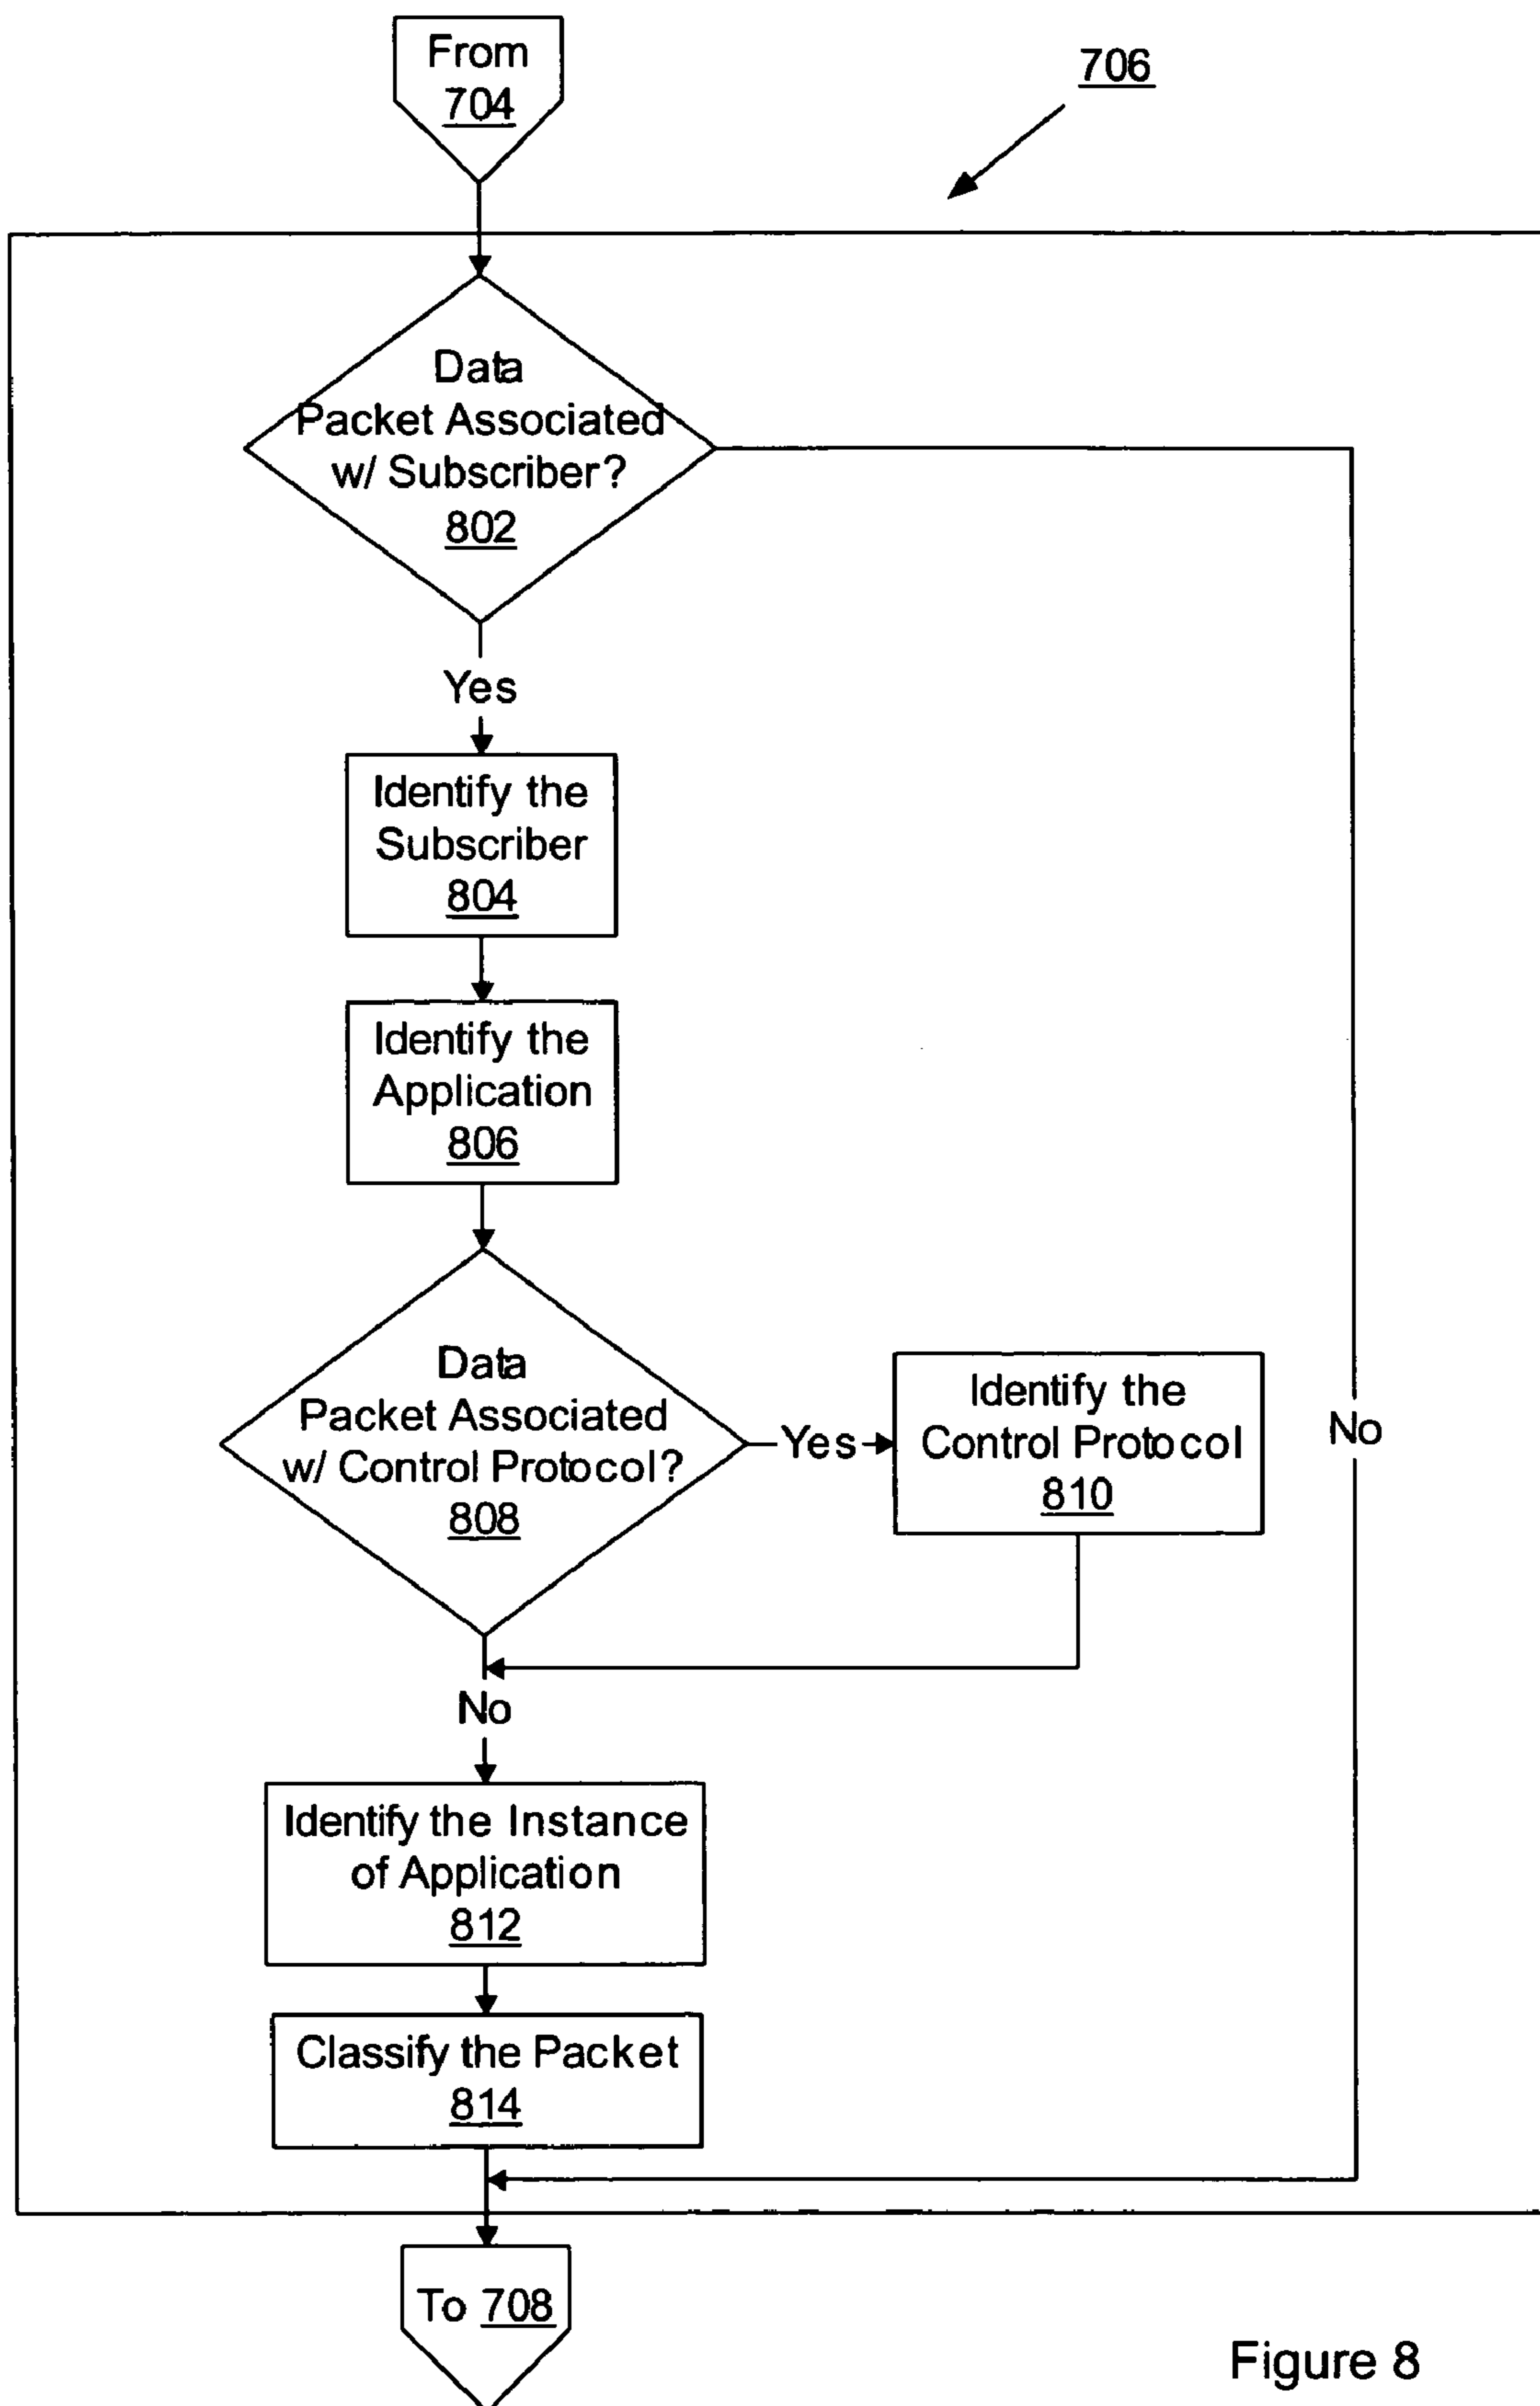 From
704
706
Data
Packet Associated
w/ Subscriber?
802
Yes
Identify the
Subscriber
804
Identify the
Application
806
Data
Packet Associated
w/ Control Protocol?
808
Yes
Identify the
Control Protocol
810
No
No
Identify the Instance
of Application
812
Classify the Packet
814
To 708
Figure 8